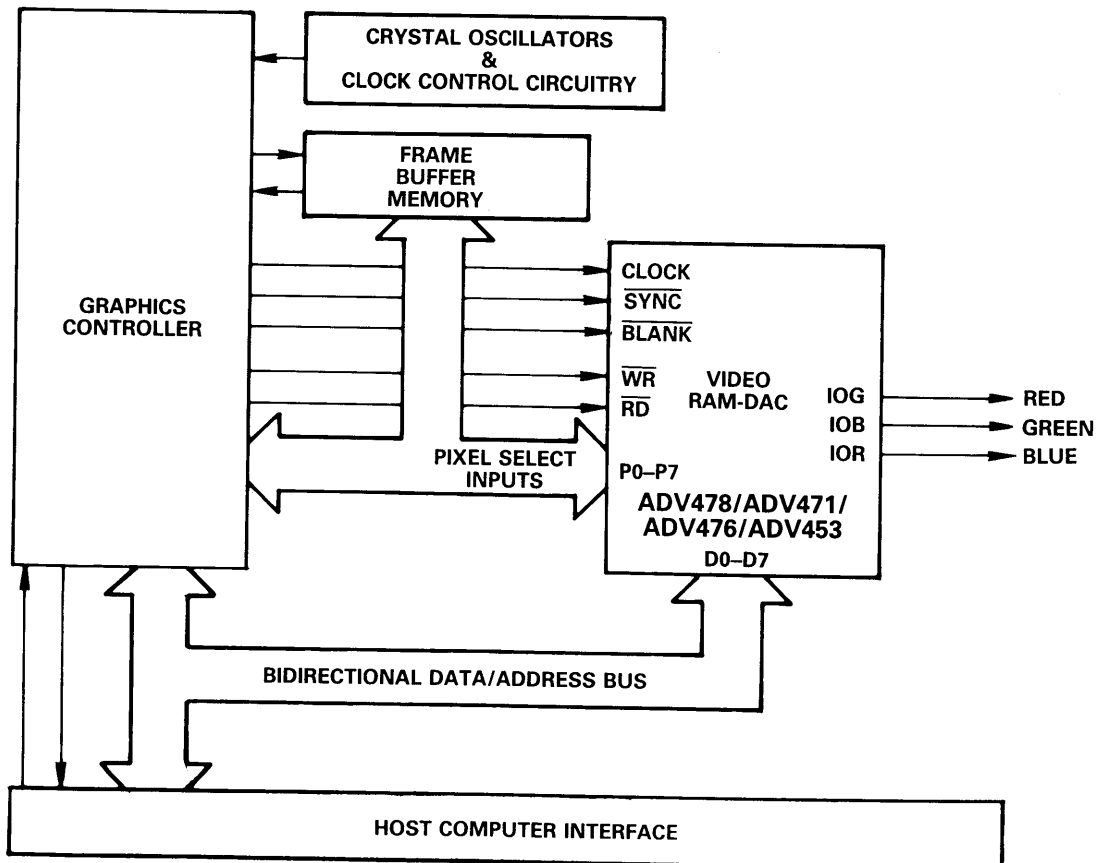 CRYSTAL OSCILLATORS
&
CLOCK CONTROL CIRCUITRY
FRAME
BUFFER
MEMORY
GRAPHICS
CONTROLLER
CLOCK
SYNC
BLANK
WR
RD
VIDEO
RAM-DAC
IOG
IOB
IOR
RED
GREEN
BLUE
PIXEL SELECT
INPUTS
P0–P7
ADV478/ADV471/
ADV476/ADV453
D0–D7
BIDIRECTIONAL DATA/ADDRESS BUS
HOST COMPUTER INTERFACE